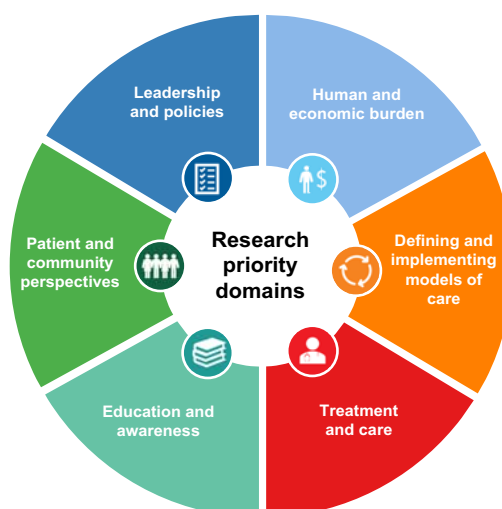 Leadership
and policies
Human and
economic burden
Patient and
community
perspectives
Research
priority
domains
Defining and
implementing
models of
care
Education and
awareness
Treatment
and care
$